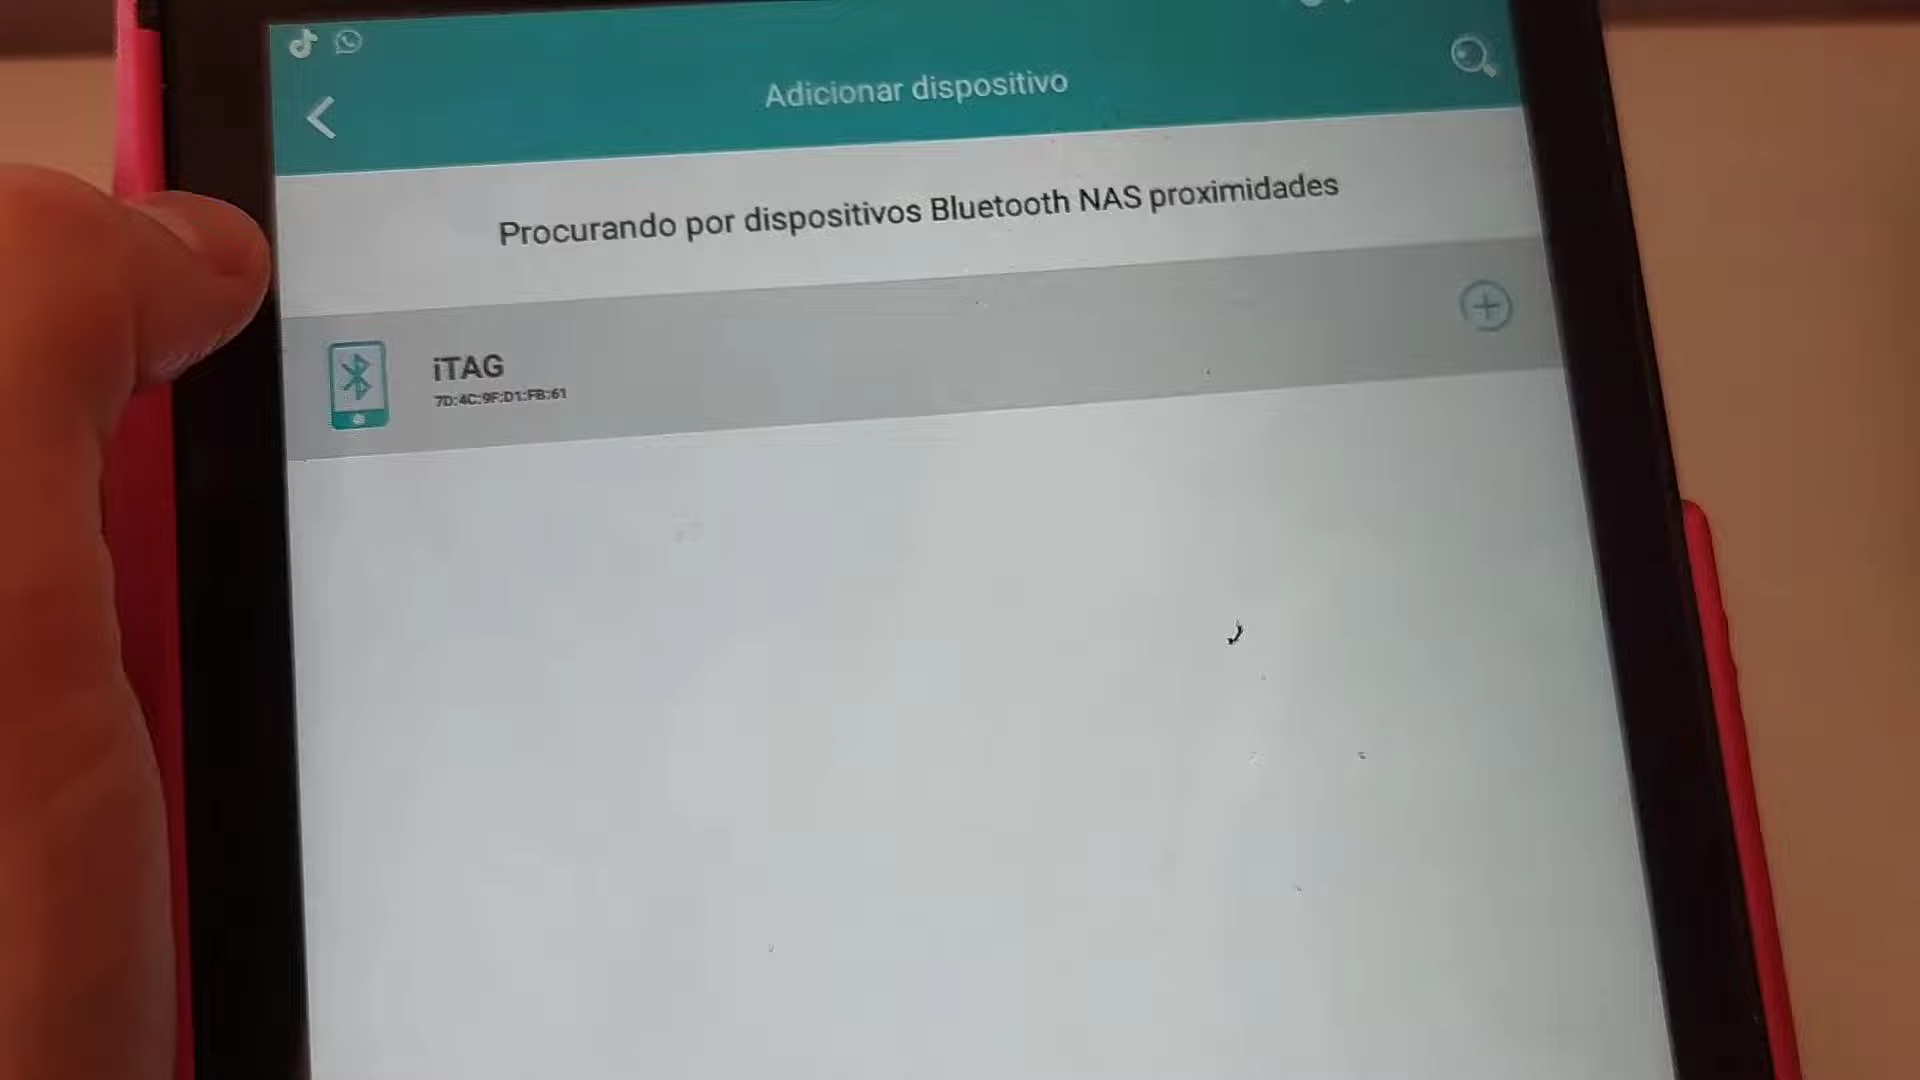 Adicionar dispositivo
Procurando por dispositivos Bluetooth NAS proximidades
iTAG
7D:4C:9F:D1:FB:61